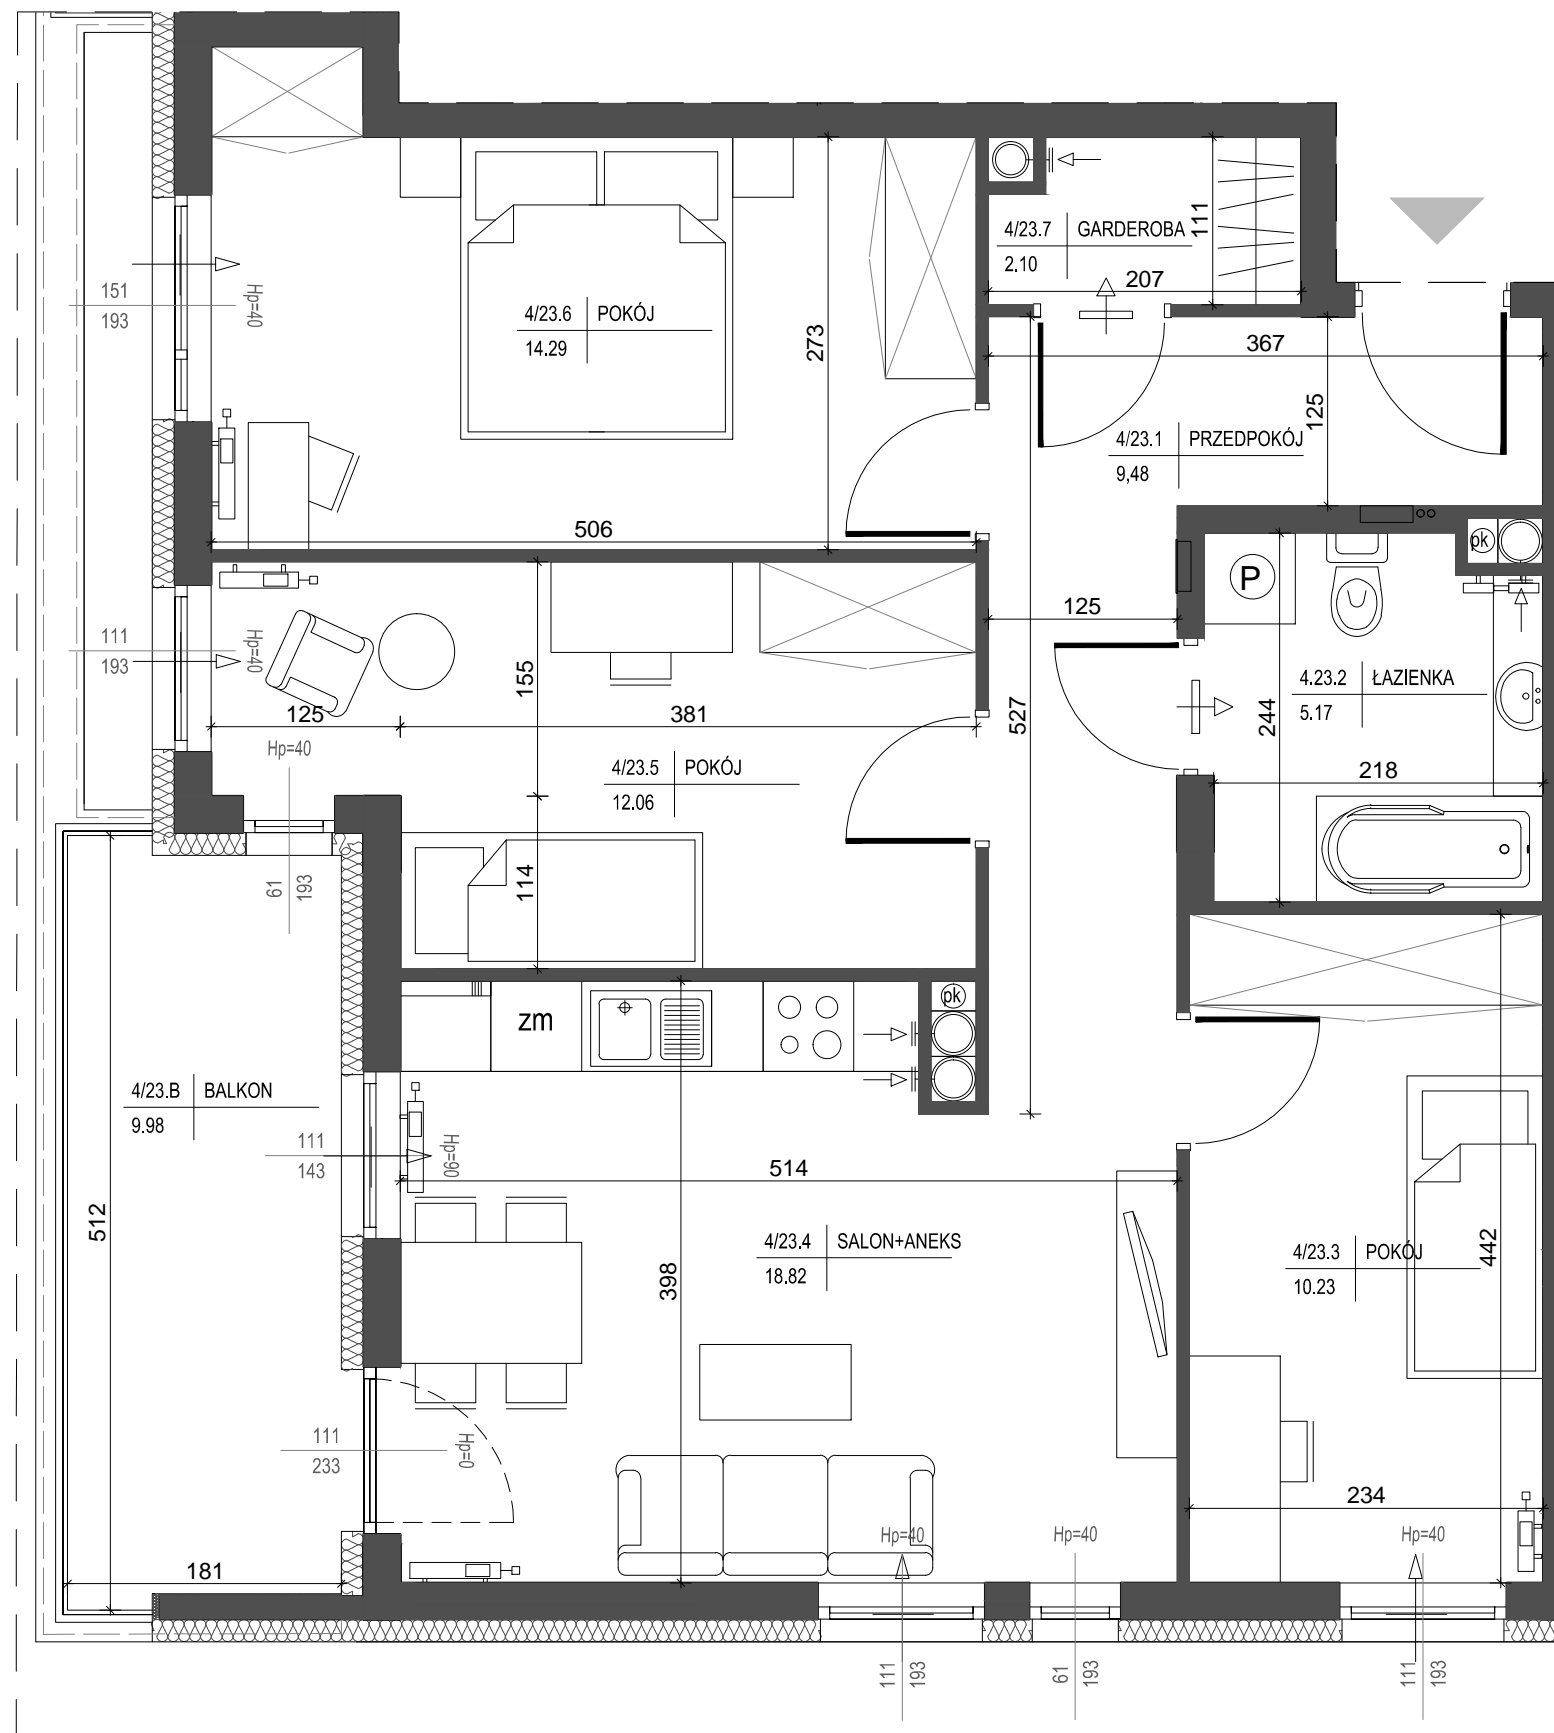 4/23.7 GARDEROBA
2.10
111
207
151
193
Hp=40
4/23.6 POKÓJ
14.29
273
367
125
4/23.1 PRZEDPOKÓJ
9,48
506
pk
P
125
111
193
Hp=40
155
527
4.23.2 ŁAZIENKA
5.17
244
125
381
Hp=40
4/23.5 POKÓJ
12.06
218
61
193
114
zm
pk
4/23.B BALKON
9.98
111
143
Hp=90
514
512
4/23.4 SALON+ANEKS
18.82
398
4/23.3 POKÓJ
10.23
442
111
233
Hp=0
234
Hp=40
Hp=40
Hp=40
181
111
193
61
193
111
193